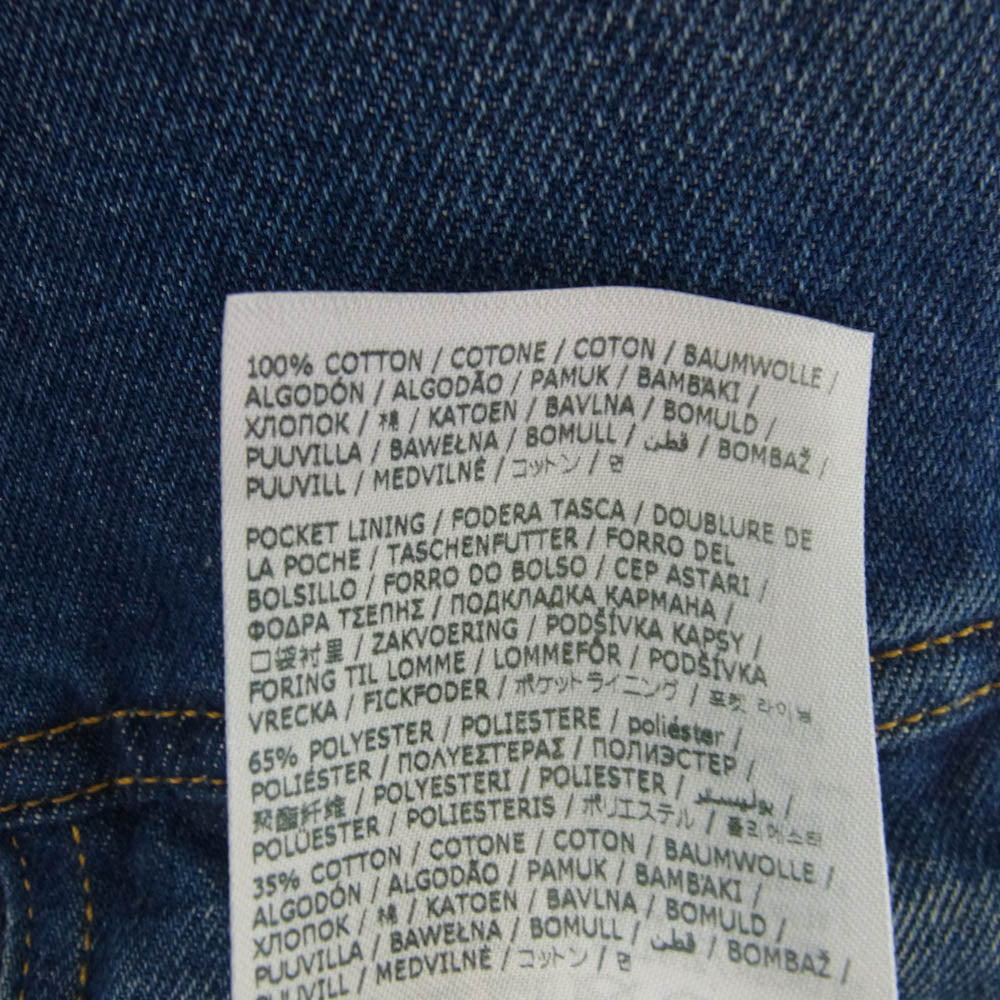 100% COTTON / COTONE / COTON / BAUMWOLLE /
ALGODÓN / ALGODÃO / PAMUK / BAMBAKI /
ХЛОПОК / 棉 / KATOEN / BAVLNA / BOMULD /
PUUVILLA / BAWEŁNA / BOMULL / قطن / BOMBAŽ /
PUUVILL / MEDVILNĖ / コットン / 면
POCKET LINING / FODERA TASCA / DOUBLURE DE
LA POCHE / TASCHENFUTTER / FORRO DEL
BOLSILLO / FORRO DO BOLSO / CEP ASTARI /
ΦΟΔΡΑ ΤΣΕΠΗΣ / ПОДКЛАДКА КАРМАНА /
口袋衬里 / ZAKVOERING / PODŠÍVKA KAPSY /
FORING TIL LOMME / LOMMEFÔR / PODŠÍVKA
VRECKA / FICKFODER / ポケットライニング / 포켓 라이닝
65% POLYESTER / POLIESTERE / poliéster /
POLIÉSTER / ΠΟΛΥΕΣΤΕΡΑΣ / ПОЛИЭСТЕР /
聚酯纤维 / POLYESTERI / POLIESTER / بوليستر /
POLÜESTER / POLIESTERIS / ポリエステル / 폴리에스터
35% COTTON / COTONE / COTON / BAUMWOLLE /
ALGODÓN / ALGODÃO / PAMUK / BAMBAKI /
ХЛОПОК / 棉 / KATOEN / BAVLNA / BOMULD /
PUUVILLA / BAWEŁNA / BOMULL / قطن / BOMBAŽ /
PUUVILL / MEDVILNĖ / コットン / 면